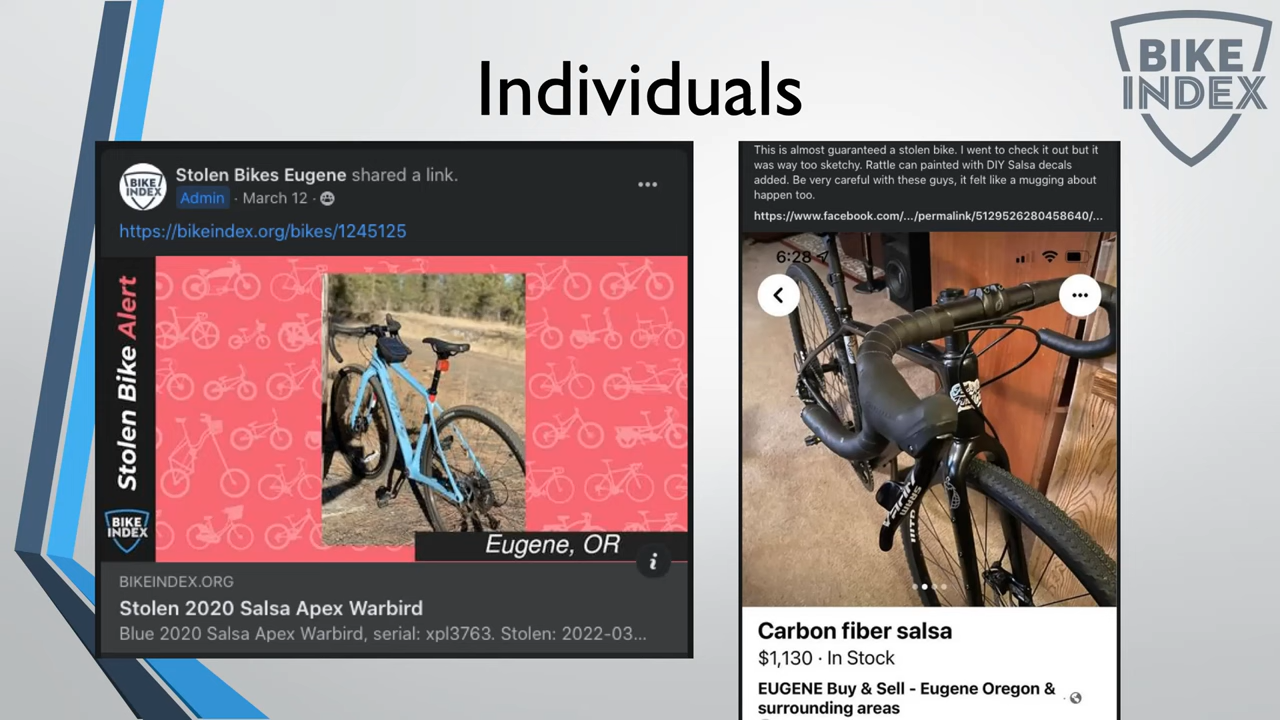 Individuals
BIKE
INDEX
BIKE
INDEX
Stolen Bikes Eugene shared a link.
Admin · March 12 ·
https://bikeindex.org/bikes/1245125
Stolen Bike Alert
BIKE
INDEX
Eugene, OR
BIKEINDEX.ORG
Stolen 2020 Salsa Apex Warbird
Blue 2020 Salsa Apex Warbird, serial: xpl3763. Stolen: 2022-03...
This is almost guaranteed a stolen bike. I went to check it out but it
was way too sketchy. Rattle can painted with DIY Salsa decals
added. Be very careful with these guys, it felt like a mugging about
happen too.
https://www.facebook.com/.../permalink/5129526280458640/...
6:28
Carbon fiber salsa
$1,130 · In Stock
EUGENE Buy & Sell - Eugene Oregon &
surrounding areas